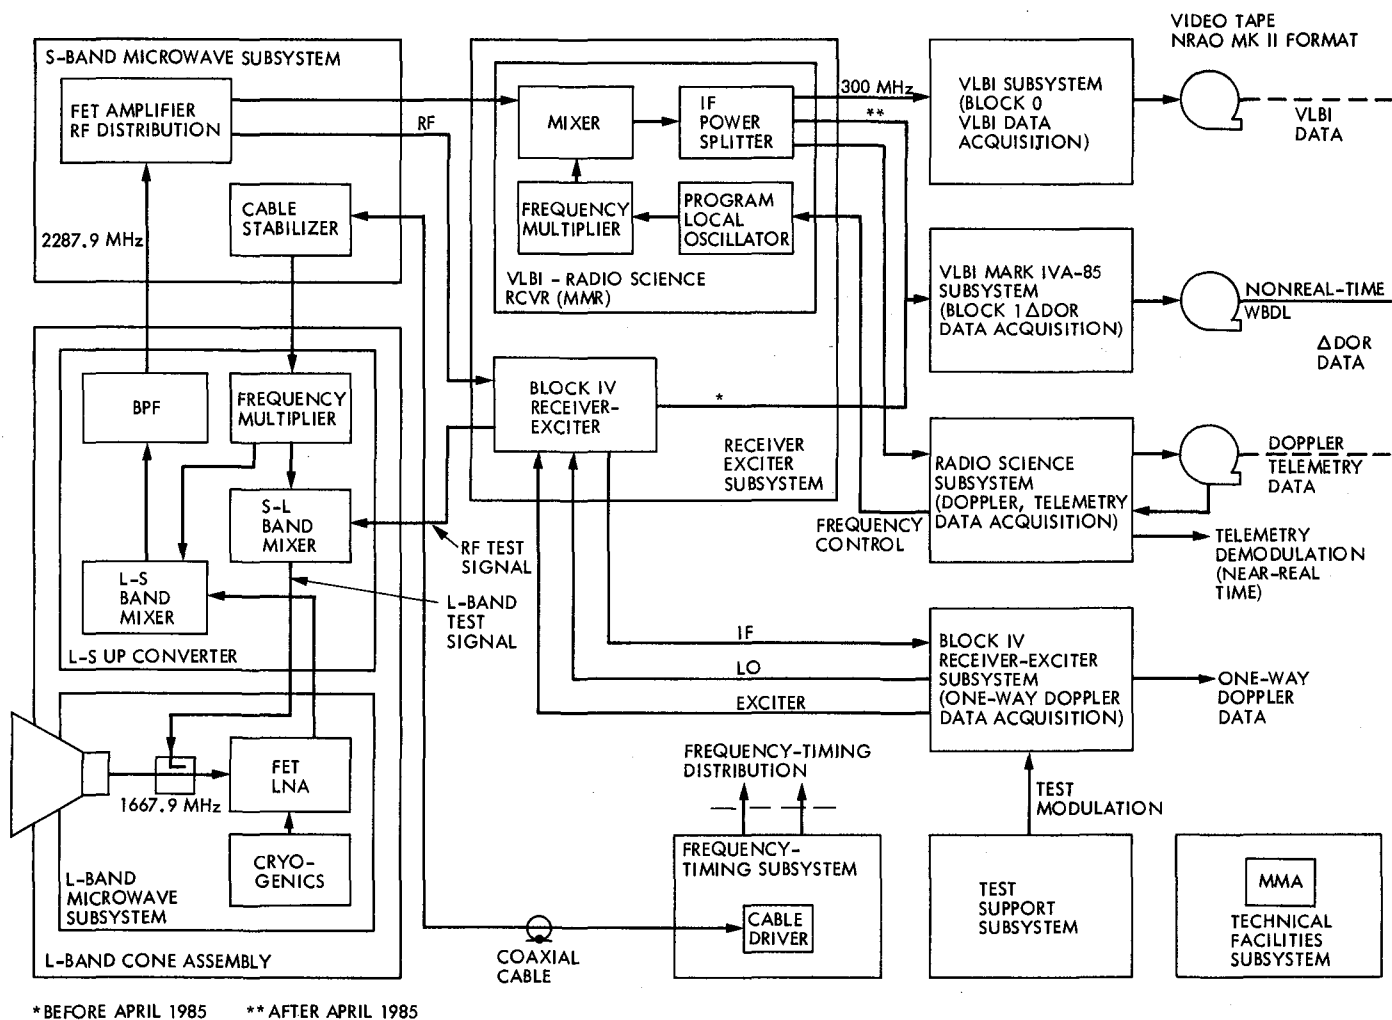 VIDEO TAPE
NRAO MK II FORMAT
S-BAND MICROWAVE SUBSYSTEM
FET AMPLIFIER
RF DISTRIBUTION
RF
CABLE
STABILIZER
2287.9 MHz
MIXER
IF
POWER
SPLITTER
FREQUENCY
MULTIPLIER
PROGRAM
LOCAL
OSCILLATOR
VLBI - RADIO SCIENCE
RCVR (MMR)
300 MHz
**
VLBI SUBSYSTEM
(BLOCK 0
VLBI DATA
ACQUISITION)
VLBI
DATA
VLBI MARK IVA-85
SUBSYSTEM
(BLOCK 1 ΔDOR
DATA ACQUISITION)
NONREAL-TIME
WBDL
ΔDOR
DATA
BPF
FREQUENCY
MULTIPLIER
BLOCK IV
RECEIVER-
EXCITER
*
RECEIVER
EXCITER
SUBSYSTEM
S-L
BAND
MIXER
L-S
BAND
MIXER
L-S UP CONVERTER
RF TEST
SIGNAL
L-BAND
TEST
SIGNAL
FREQUENCY
CONTROL
RADIO SCIENCE
SUBSYSTEM
(DOPPLER, TELEMETRY
DATA ACQUISITION)
DOPPLER
TELEMETRY
DATA
TELEMETRY
DEMODULATION
(NEAR-REAL
TIME)
IF
LO
EXCITER
BLOCK IV
RECEIVER-EXCITER
SUBSYSTEM
(ONE-WAY DOPPLER
DATA ACQUISITION)
ONE-WAY
DOPPLER
DATA
1667.9 MHz
FET
LNA
CRYO-
GENICS
L-BAND
MICROWAVE
SUBSYSTEM
L-BAND CONE ASSEMBLY
FREQUENCY-TIMING
DISTRIBUTION
FREQUENCY-
TIMING SUBSYSTEM
CABLE
DRIVER
COAXIAL
CABLE
TEST
MODULATION
TEST
SUPPORT
SUBSYSTEM
MMA
TECHNICAL
FACILITIES
SUBSYSTEM
*BEFORE APRIL 1985 **AFTER APRIL 1985